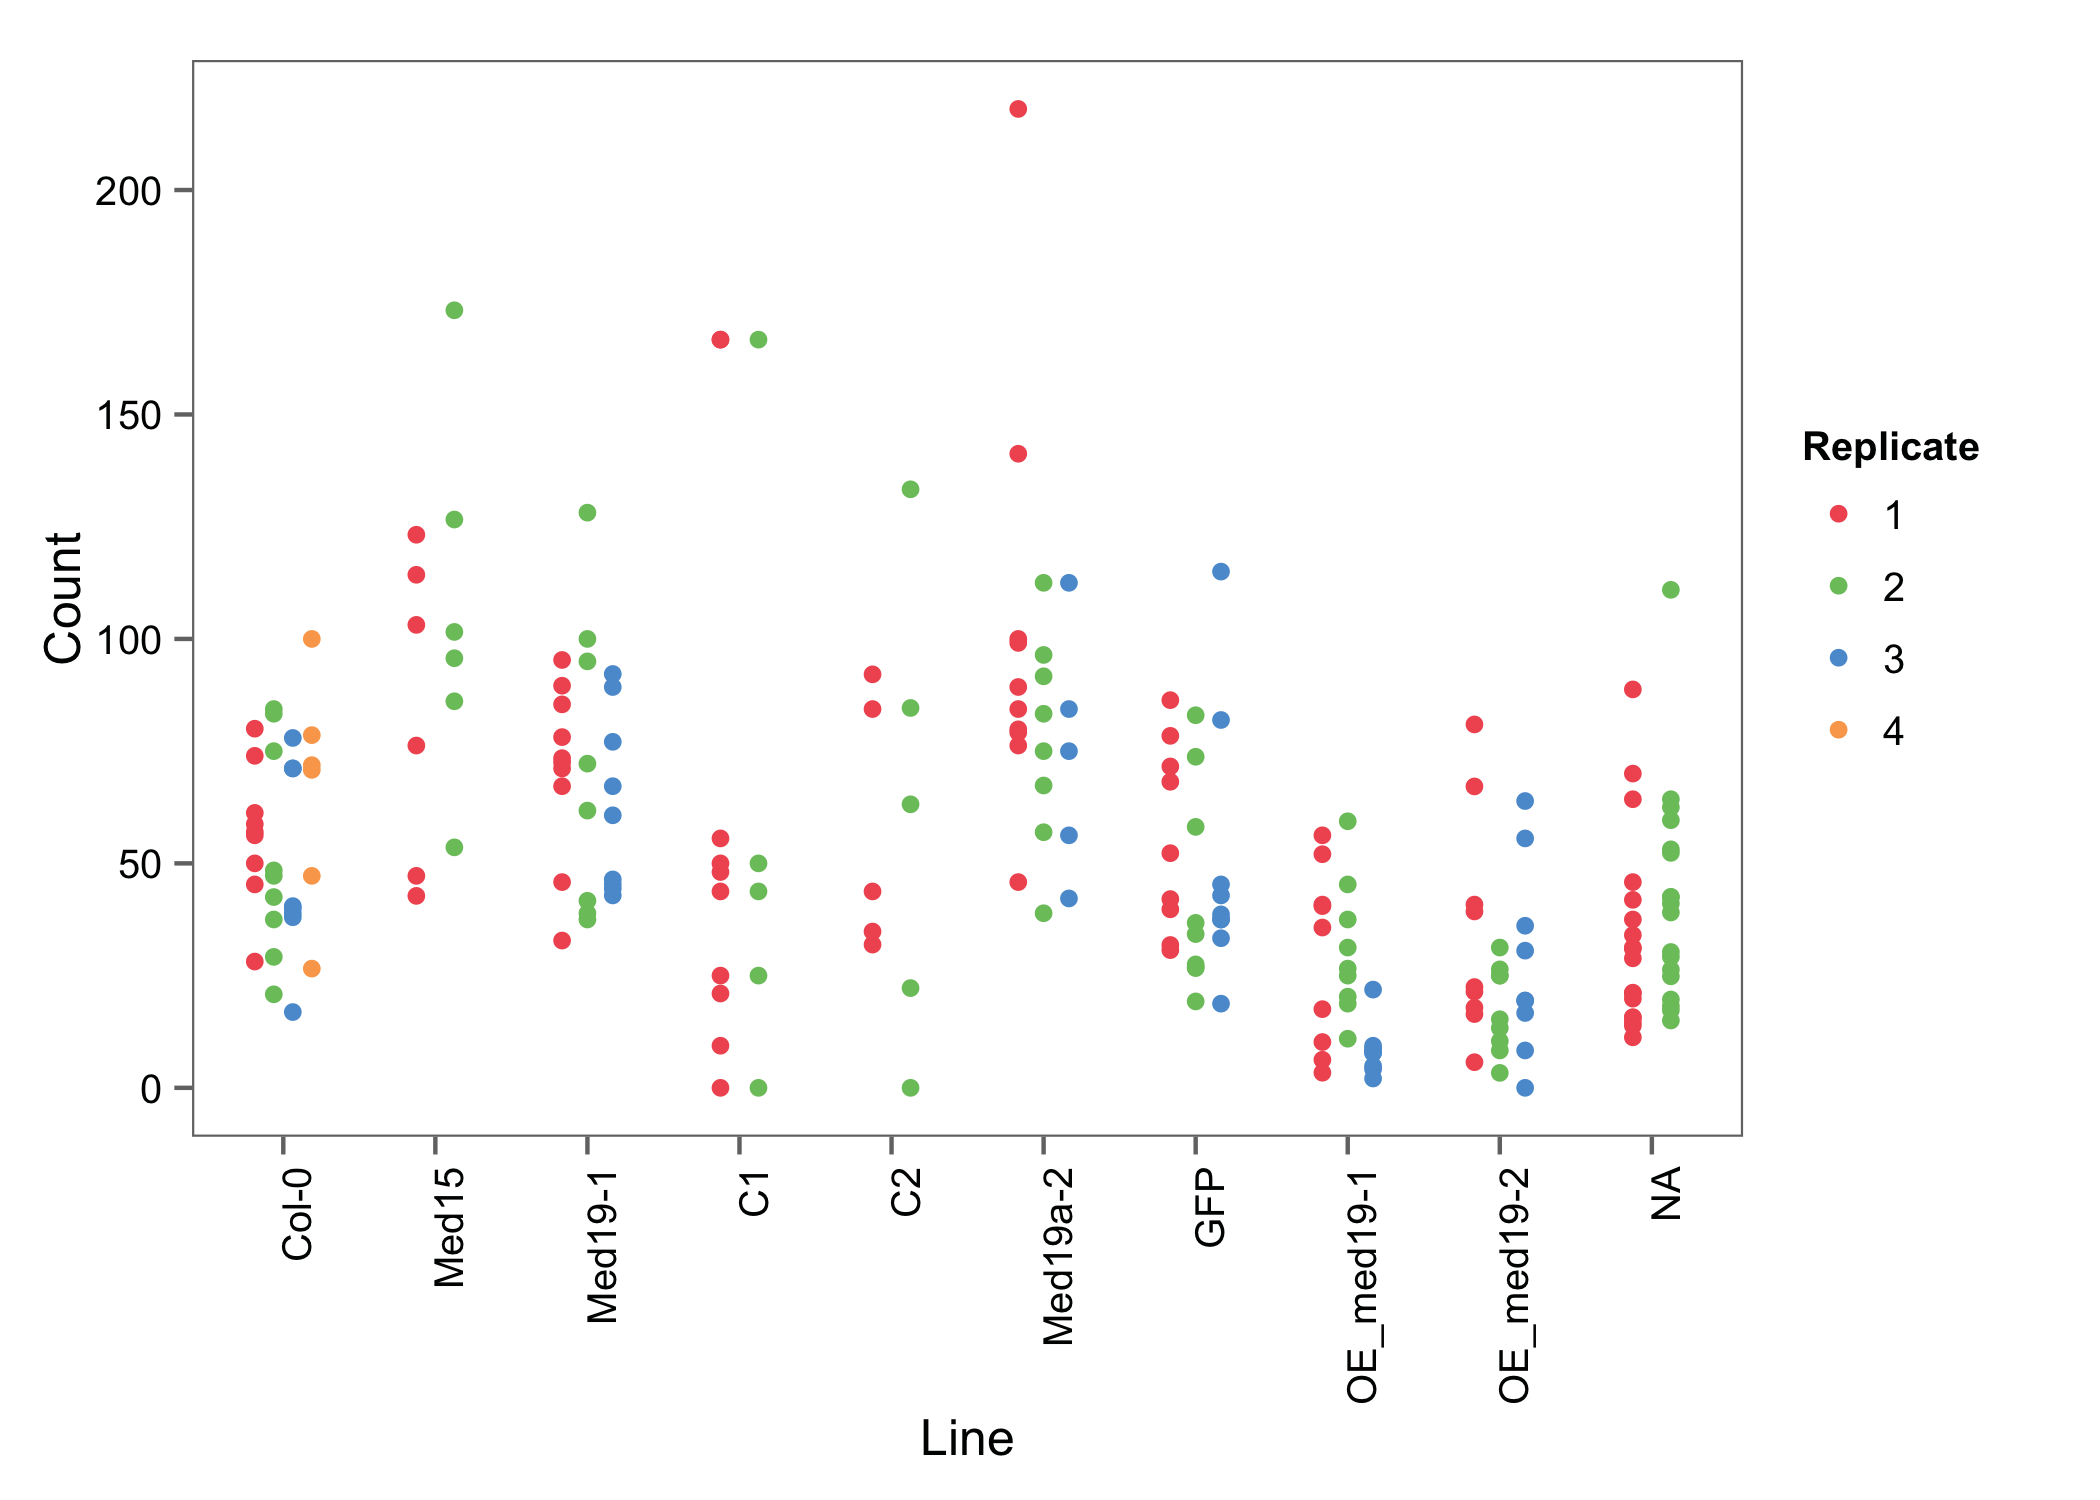 Count
200
150
100
50
0
Col-0
Med15
Med19-1
C1
C2
Med19a-2
GFP
OE_med19-1
OE_med19-2
NA
Line
Replicate
1
2
3
4